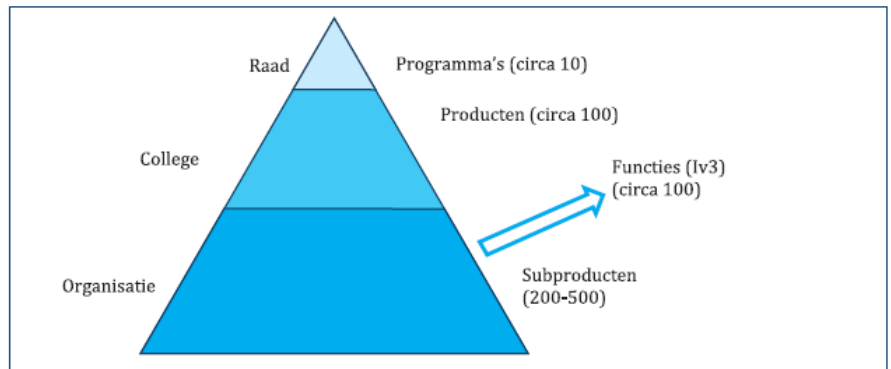 Raad
Programma's (circa 10)
Producten (circa 100)
College
Functies (Iv3)
(circa 100)
Organisatie
Subproducten
(200-500)